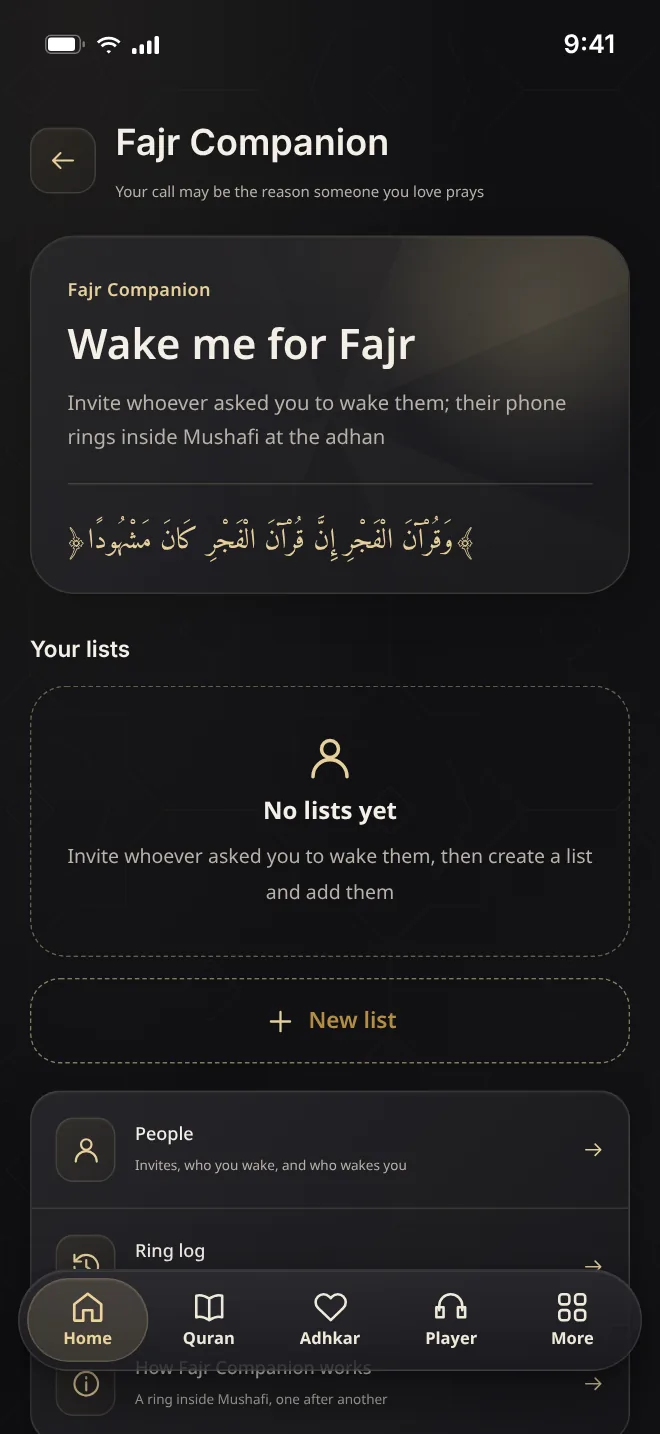 9:41
Fajr Companion
Your call may be the reason someone you love prays
Fajr Companion
Wake me for Fajr
Invite whoever asked you to wake them; their phone
rings inside Mushafi at the adhan
﴿وَقُرْآنَ الْفَجْرِ إِنَّ قُرْآنَ الْفَجْرِ كَانَ مَشْهُودًا﴾
Your lists
No lists yet
Invite whoever asked you to wake them, then create a list
and add them
New list
People
Invites, who you wake, and who wakes you
Ring log
Home
Quran
Adhkar
Player
More
How Fajr Companion works
A ring inside Mushafi, one after another